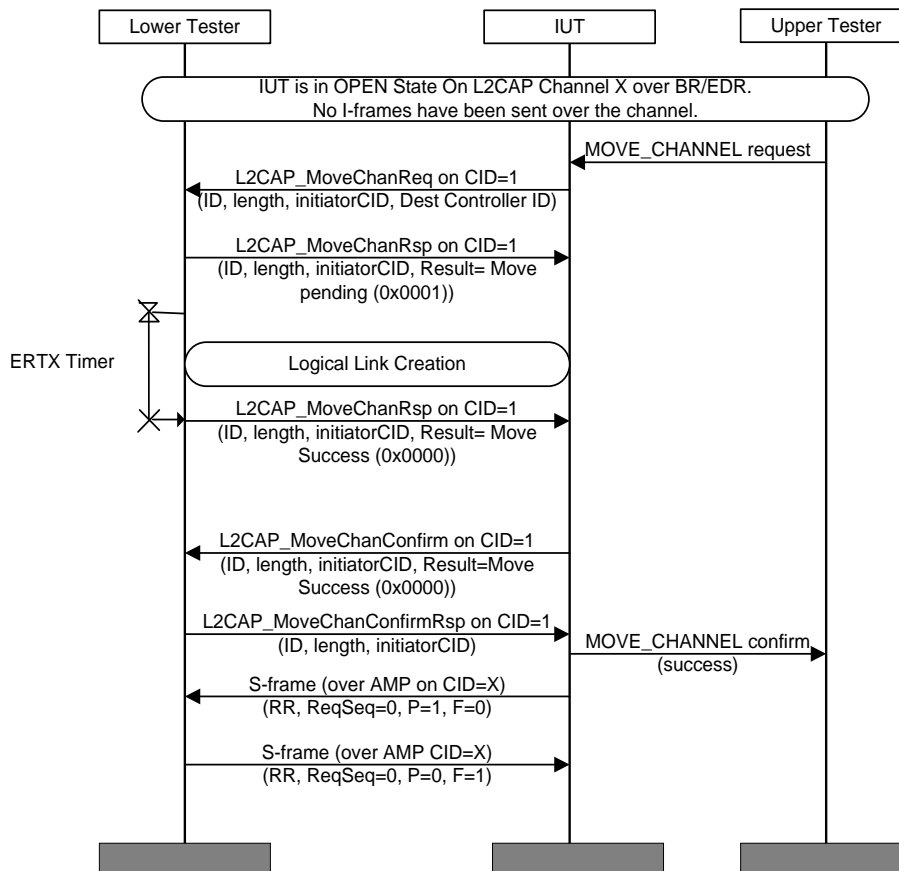 Lower Tester
IUT
Upper Tester
IUT is in OPEN State On L2CAP Channel X over BR/EDR.
No I-frames have been sent over the channel.
MOVE_CHANNEL request
L2CAP_MoveChanReq on CID=1
(ID, length, initiatorCID, Dest Controller ID)
L2CAP_MoveChanRsp on CID=1
(ID, length, initiatorCID, Result= Move
pending (0x0001))
ERTX Timer
Logical Link Creation
L2CAP_MoveChanRsp on CID=1
(ID, length, initiatorCID, Result= Move
Success (0x0000))
L2CAP_MoveChanConfirm on CID=1
(ID, length, initiatorCID, Result=Move
Success (0x0000))
L2CAP_MoveChanConfirmRsp on CID=1
(ID, length, initiatorCID)
MOVE_CHANNEL confirm
(success)
S-frame (over AMP on CID=X)
(RR, ReqSeq=0, P=1, F=0)
S-frame (over AMP CID=X)
(RR, ReqSeq=0, P=0, F=1)